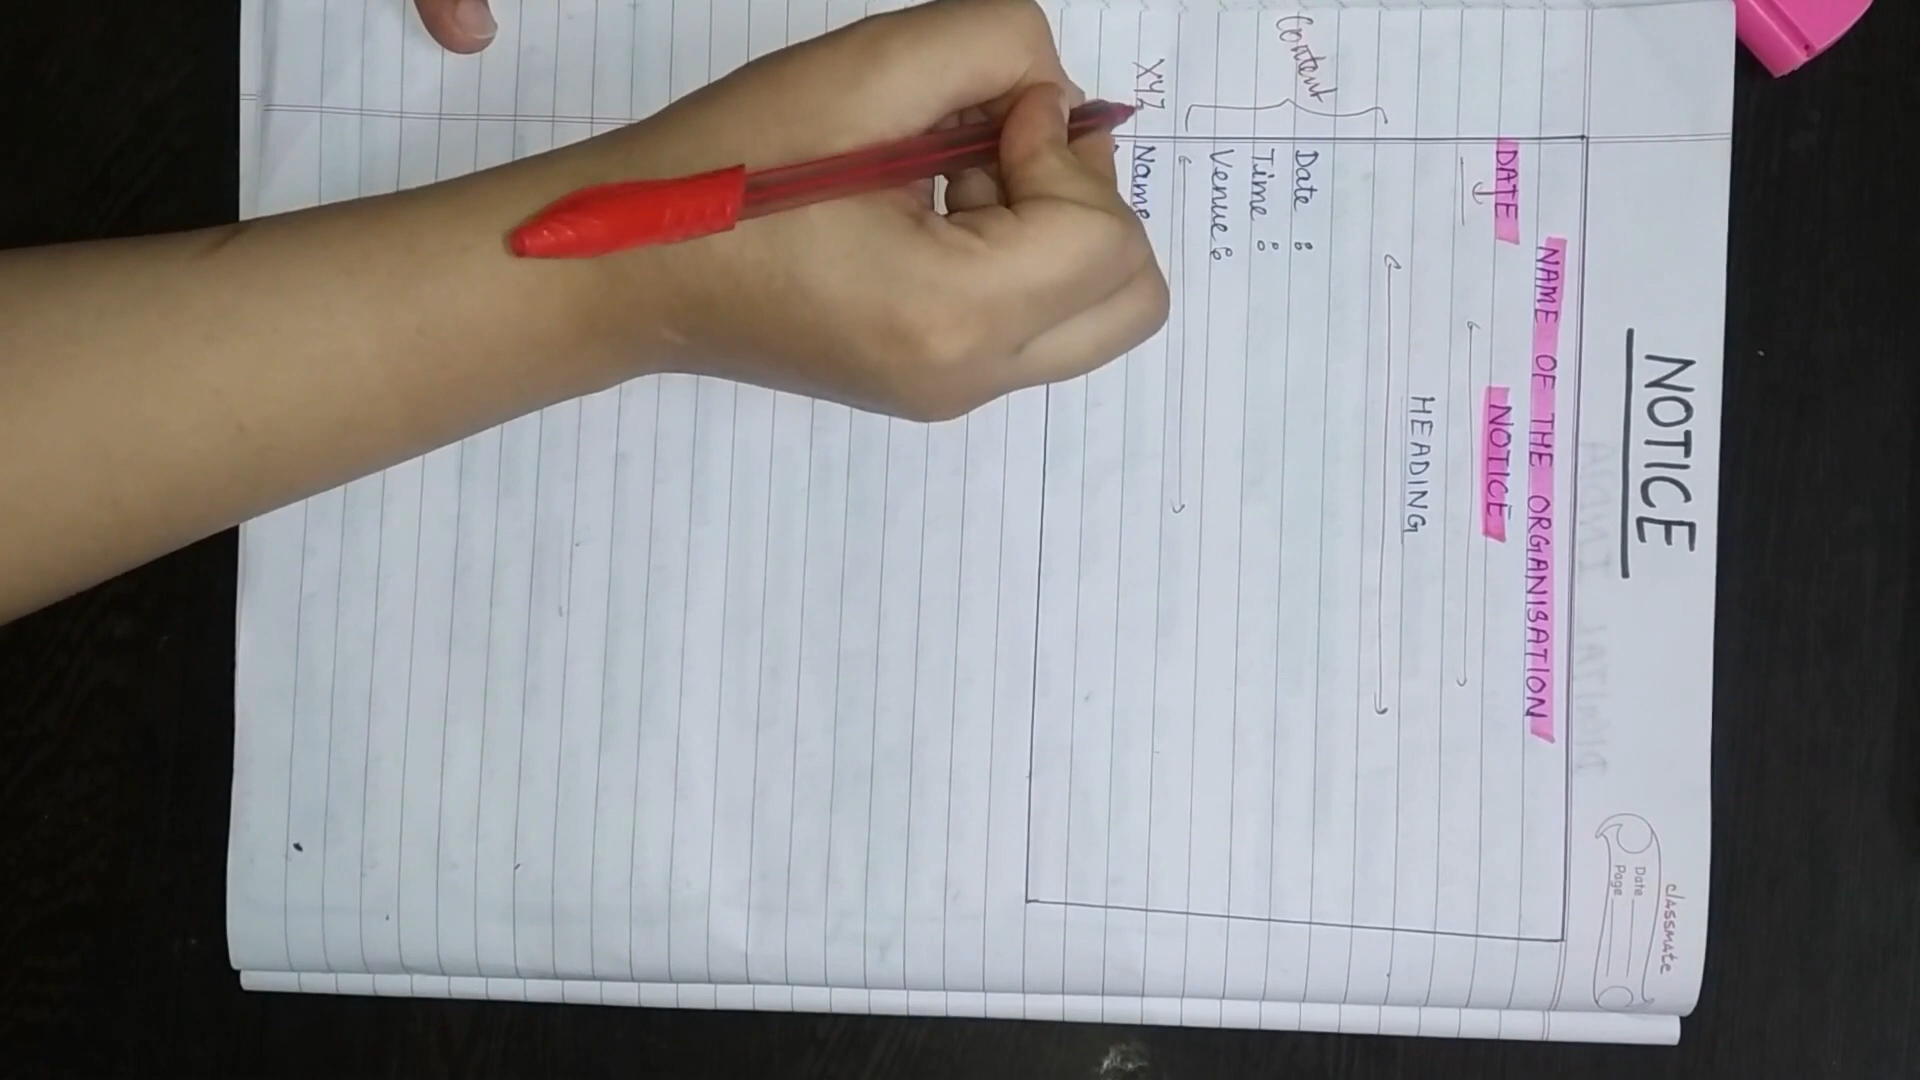 NOTICE
classmate
Date
Page
NAME OF THE ORGANISATION
NOTICE
DATE
HEADING
Content
Date :
Time :
Venue :
XYZ
Name